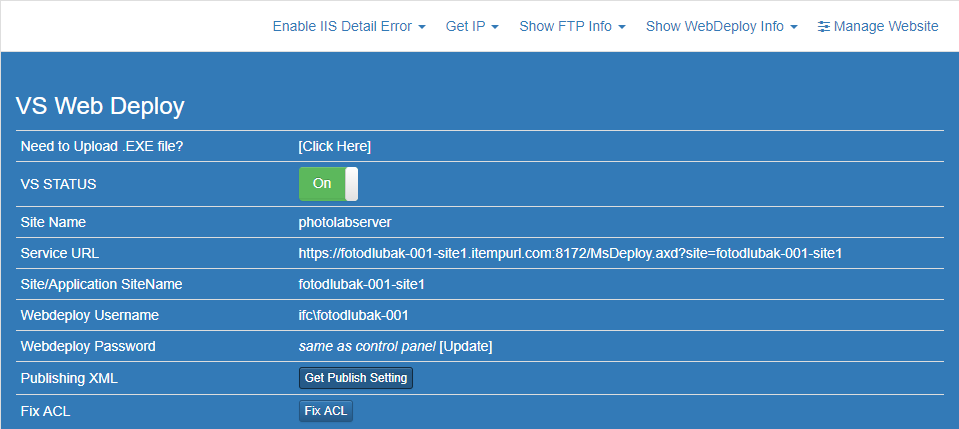 Enable IIS Detail Error Get IP Show FTP Info Show WebDeploy Info Manage Website
VS Web Deploy
Need to Upload .EXE file? [Click Here]
VS STATUS On
Site Name photolabserver
Service URL https://fotodlubak-001-site1.itempurl.com:8172/MsDeploy.axd?site=fotodlubak-001-site1
Site/Application SiteName fotodlubak-001-site1
Webdeploy Username ifc\fotodlubak-001
Webdeploy Password same as control panel [Update]
Publishing XML Get Publish Setting
Fix ACL Fix ACL